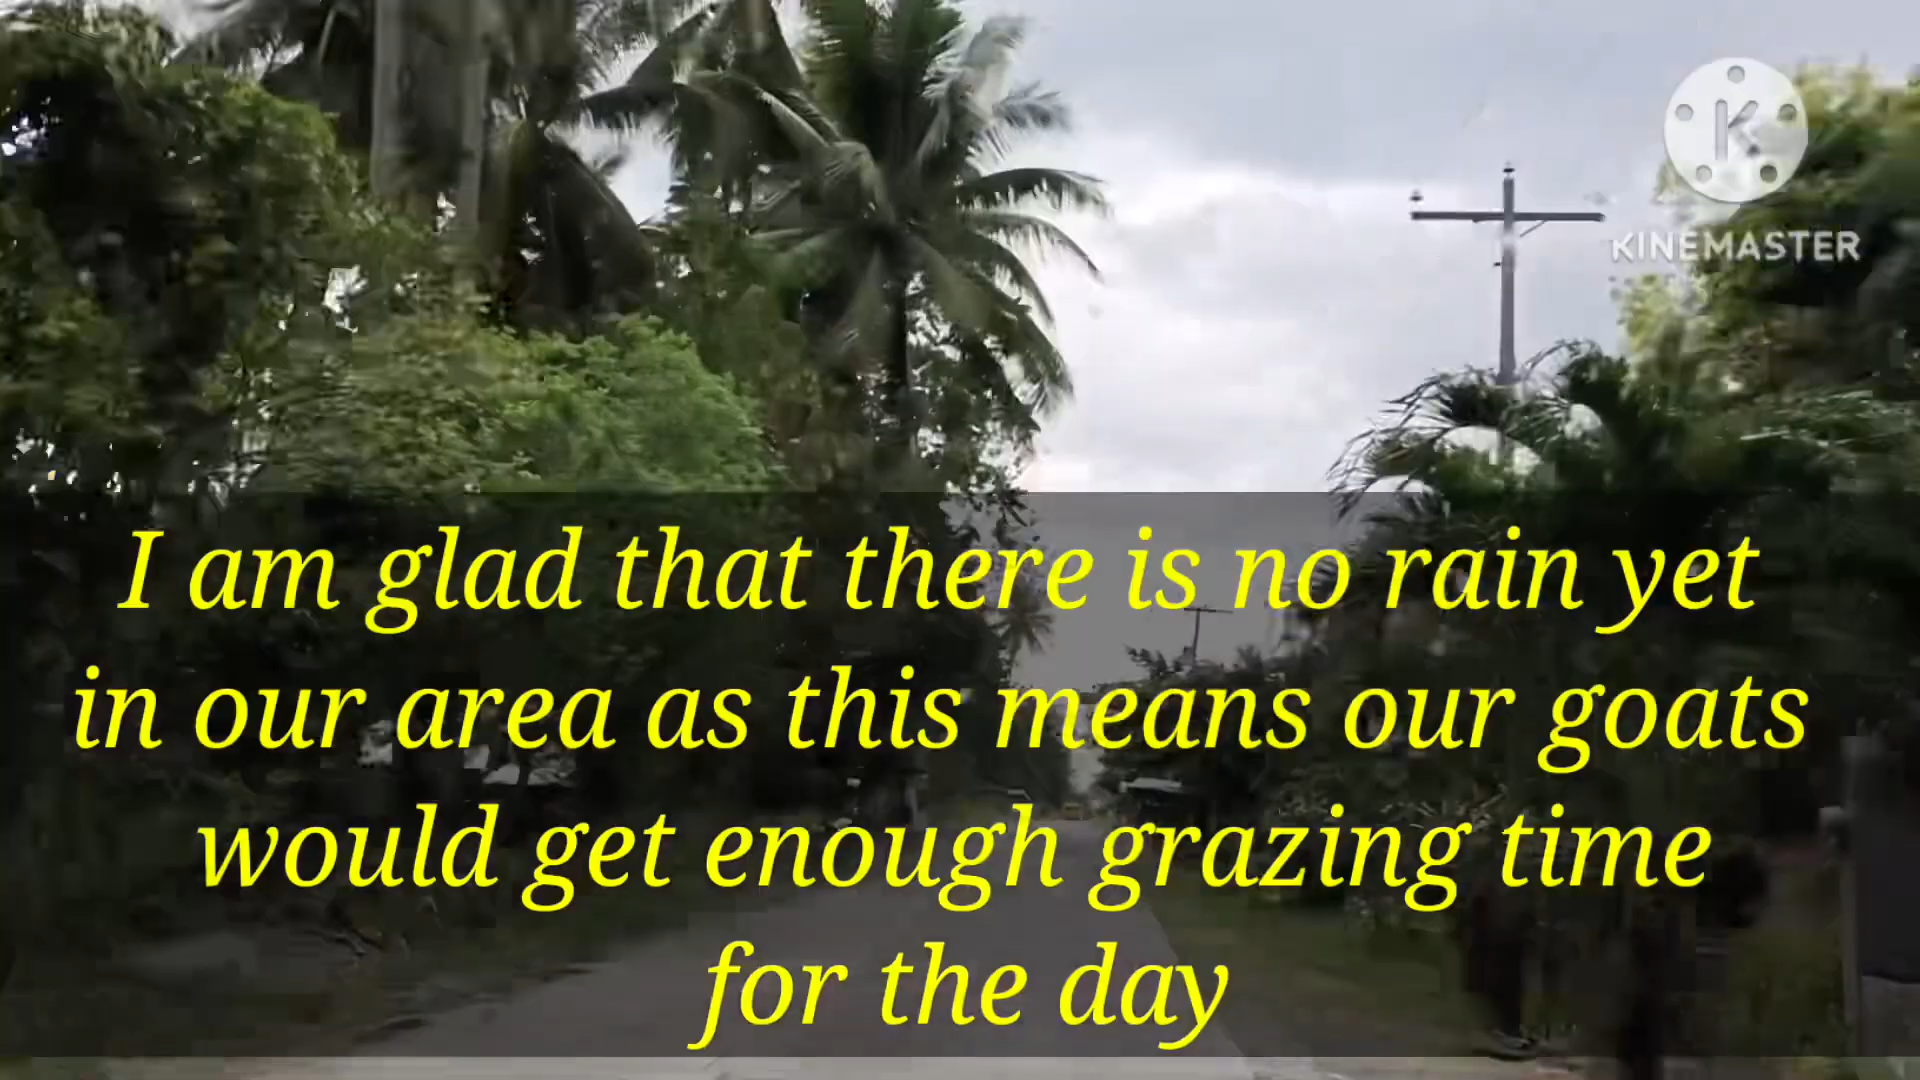 K
KINEMASTER
I am glad that there is no rain yet
in our area as this means our goats
would get enough grazing time
for the day